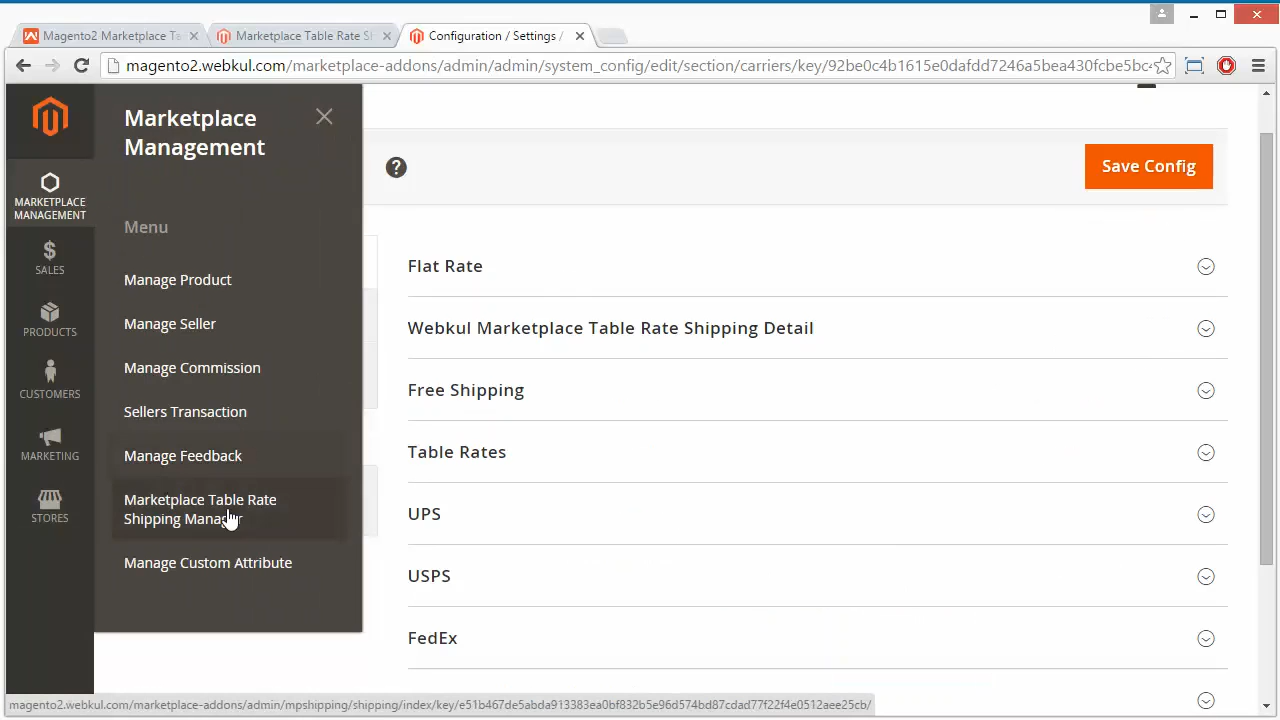 Magento2 Marketplace Ta
Marketplace Table Rate Sh
Configuration / Settings /
magento2.webkul.com/marketplace-addons/admin/admin/system_config/edit/section/carriers/key/92be0c4b1615e0dafdd7246a5bea430fcbe5bc4
Marketplace
Management
?
Save Config
MARKETPLACE
MANAGEMENT
Menu
SALES
Manage Product
Flat Rate
PRODUCTS
Manage Seller
Webkul Marketplace Table Rate Shipping Detail
CUSTOMERS
Manage Commission
Free Shipping
Sellers Transaction
MARKETING
Manage Feedback
Table Rates
STORES
Marketplace Table Rate
Shipping Manager
UPS
Manage Custom Attribute
USPS
FedEx
magento2.webkul.com/marketplace-addons/admin/mpshipping/shipping/index/key/e51b467de5abda913383ea0bf832b5e96d574bd87cdad77f22f4e0512aee25cb/